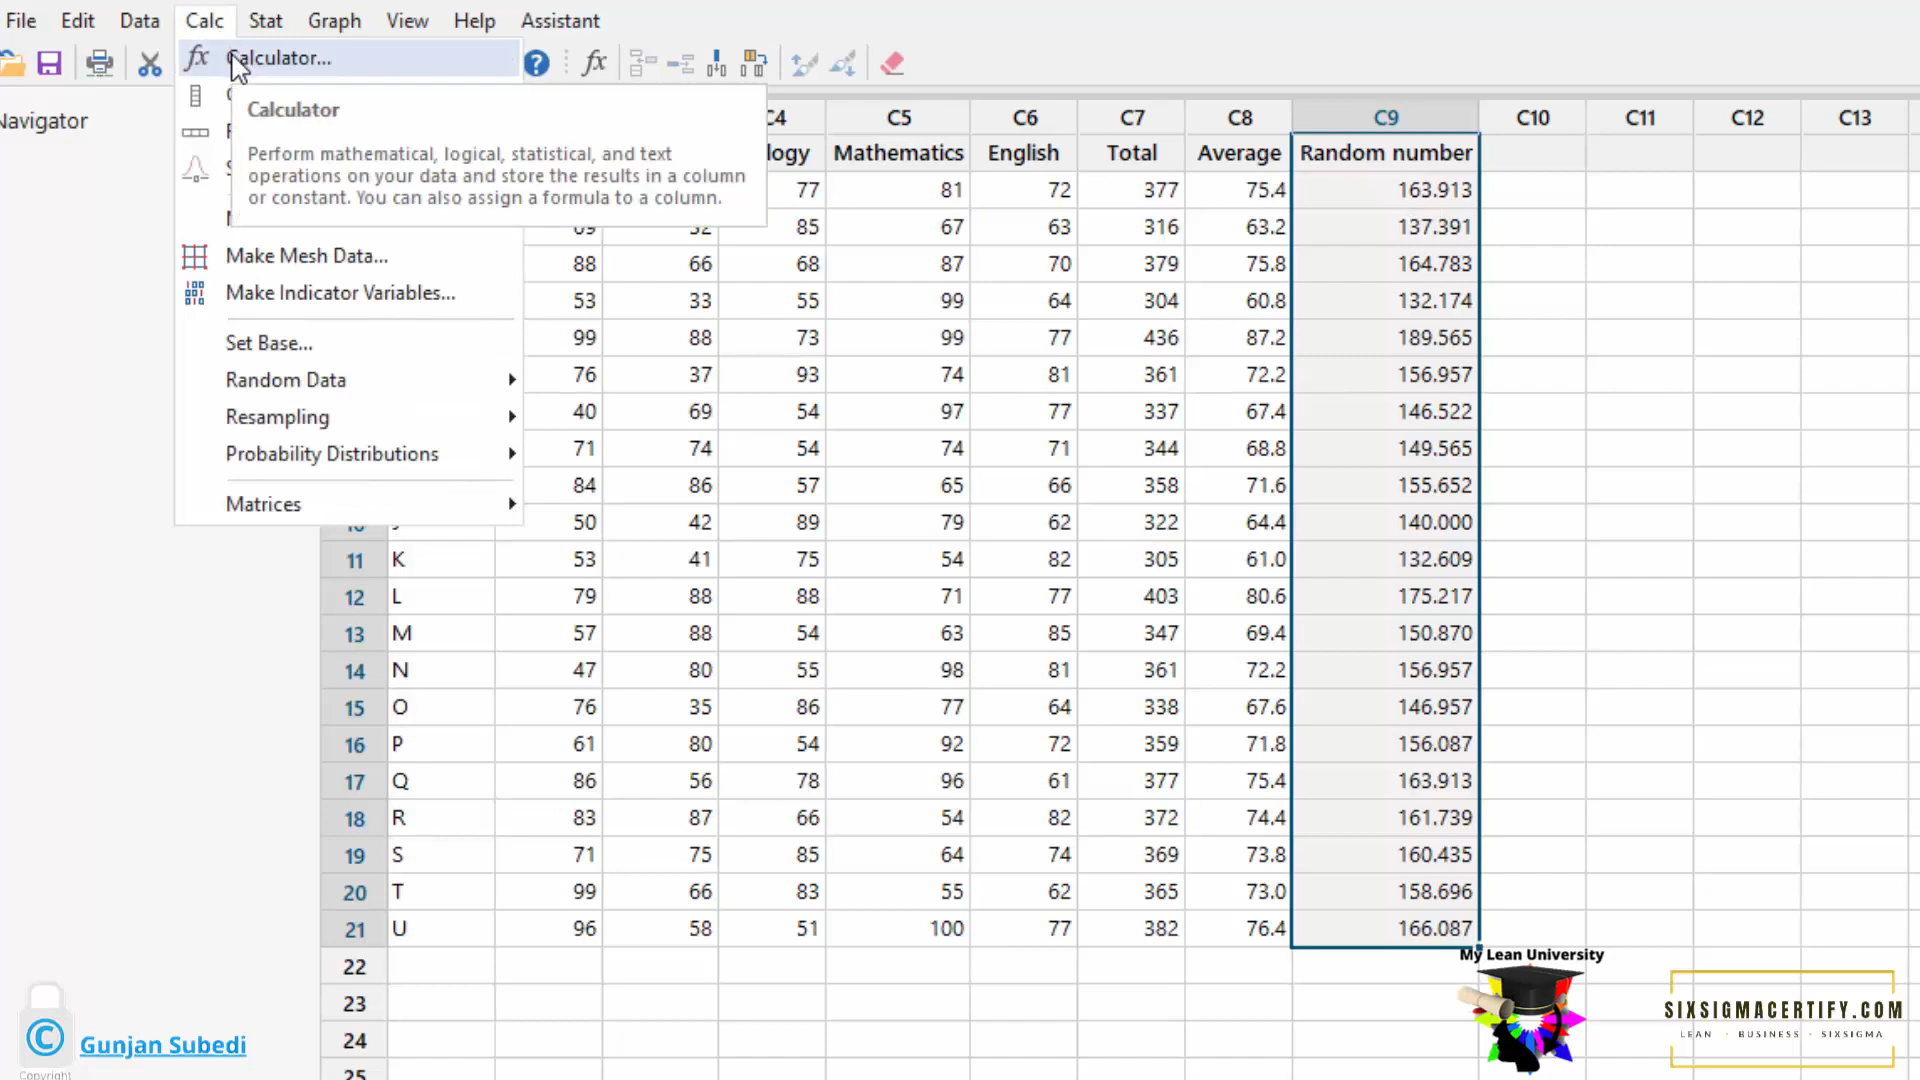 File Edit Data Calc Stat Graph View Help Assistant
fx Calculator... ? fx
Navigator
Calculator
Perform mathematical, logical, statistical, and text
operations on your data and store the results in a column
or constant. You can also assign a formula to a column.
Make Mesh Data...
Make Indicator Variables...
Set Base...
Random Data
Resampling
Probability Distributions
Matrices
C4 C5 C6 C7 C8 C9 C10 C11 C12 C13
logy Mathematics English Total Average Random number
77 81 72 377 75.4 163.913
69 52 85 67 63 316 63.2 137.391
88 66 68 87 70 379 75.8 164.783
53 33 55 99 64 304 60.8 132.174
99 88 73 99 77 436 87.2 189.565
76 37 93 74 81 361 72.2 156.957
40 69 54 97 77 337 67.4 146.522
71 74 54 74 71 344 68.8 149.565
84 86 57 65 66 358 71.6 155.652
50 42 89 79 62 322 64.4 140.000
11 K 53 41 75 54 82 305 61.0 132.609
12 L 79 88 88 71 77 403 80.6 175.217
13 M 57 88 54 63 85 347 69.4 150.870
14 N 47 80 55 98 81 361 72.2 156.957
15 O 76 35 86 77 64 338 67.6 146.957
16 P 61 80 54 92 72 359 71.8 156.087
17 Q 86 56 78 96 61 377 75.4 163.913
18 R 83 87 66 54 82 372 74.4 161.739
19 S 71 75 85 64 74 369 73.8 160.435
20 T 99 66 83 55 62 365 73.0 158.696
21 U 96 58 51 100 77 382 76.4 166.087
22
23
24
25
My Lean University
SIXSIGMACERTIFY.COM
LEAN · BUSINESS · SIXSIGMA
©
Gunjan Subedi
Copyright